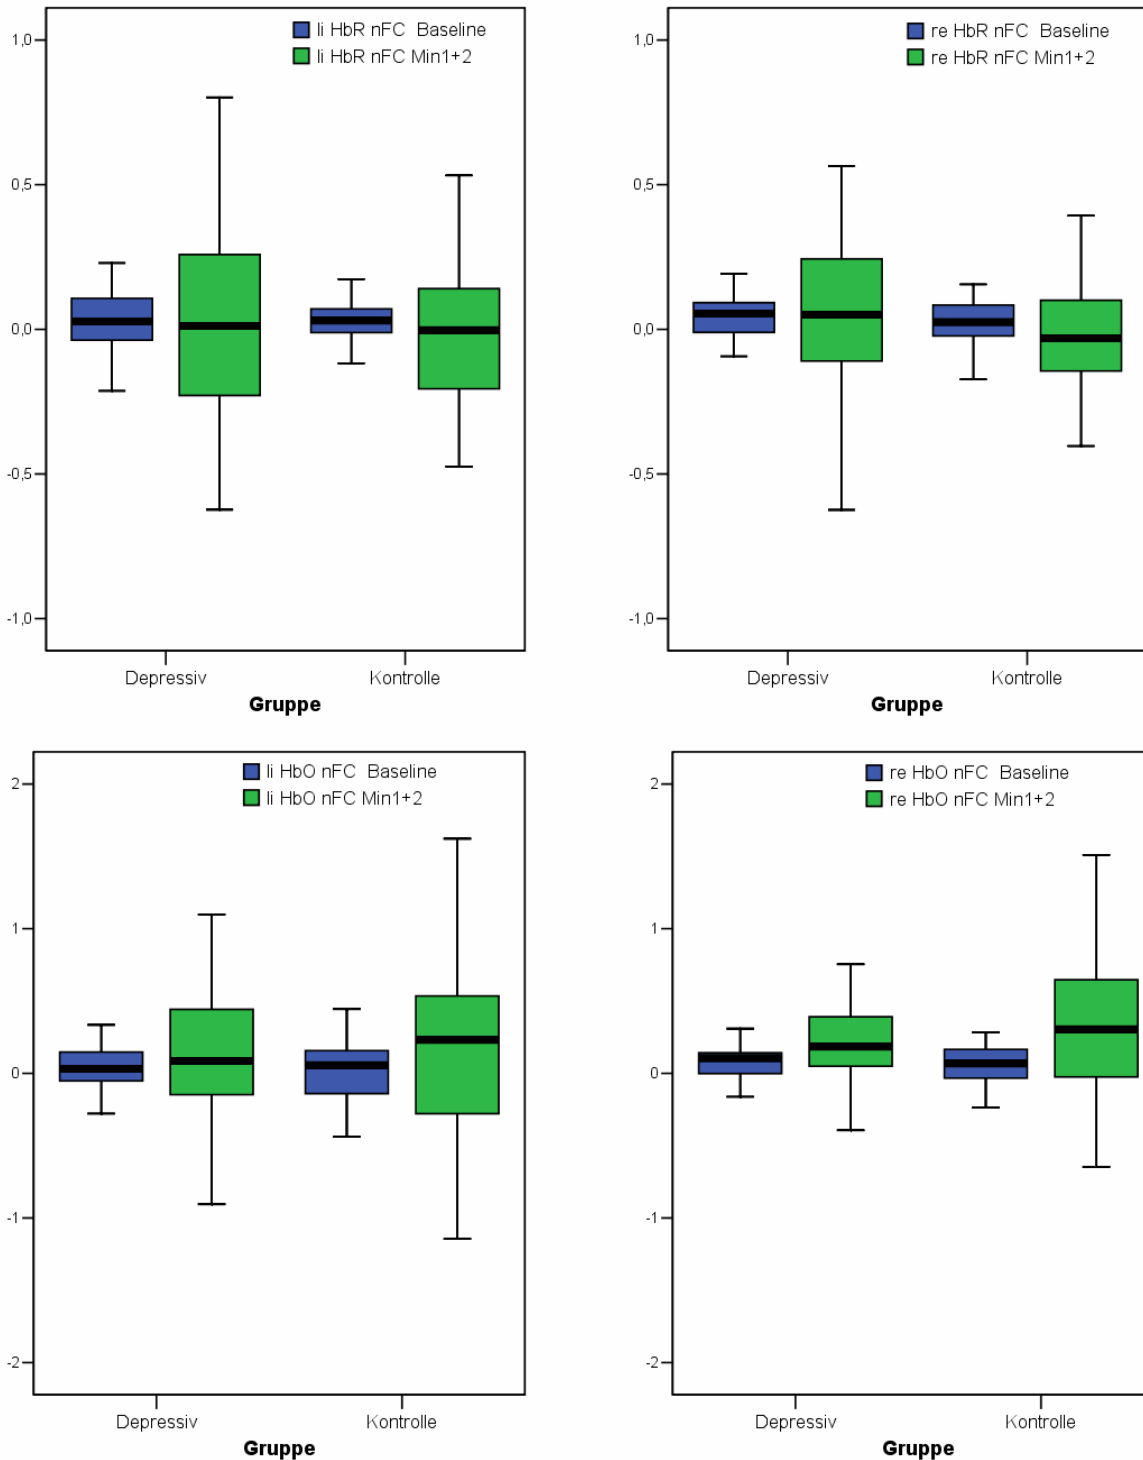 li HbR nFC Baseline
li HbR nFC Min1+2
1,0
0,5
0,0
-0,5
-1,0
Depressiv
Kontrolle
Gruppe
re HbR nFC Baseline
re HbR nFC Min1+2
1,0
0,5
0,0
-0,5
-1,0
Depressiv
Kontrolle
Gruppe
li HbO nFC Baseline
li HbO nFC Min1+2
2
1
0
-1
-2
Depressiv
Kontrolle
Gruppe
re HbO nFC Baseline
re HbO nFC Min1+2
2
1
0
-1
-2
Depressiv
Kontrolle
Gruppe